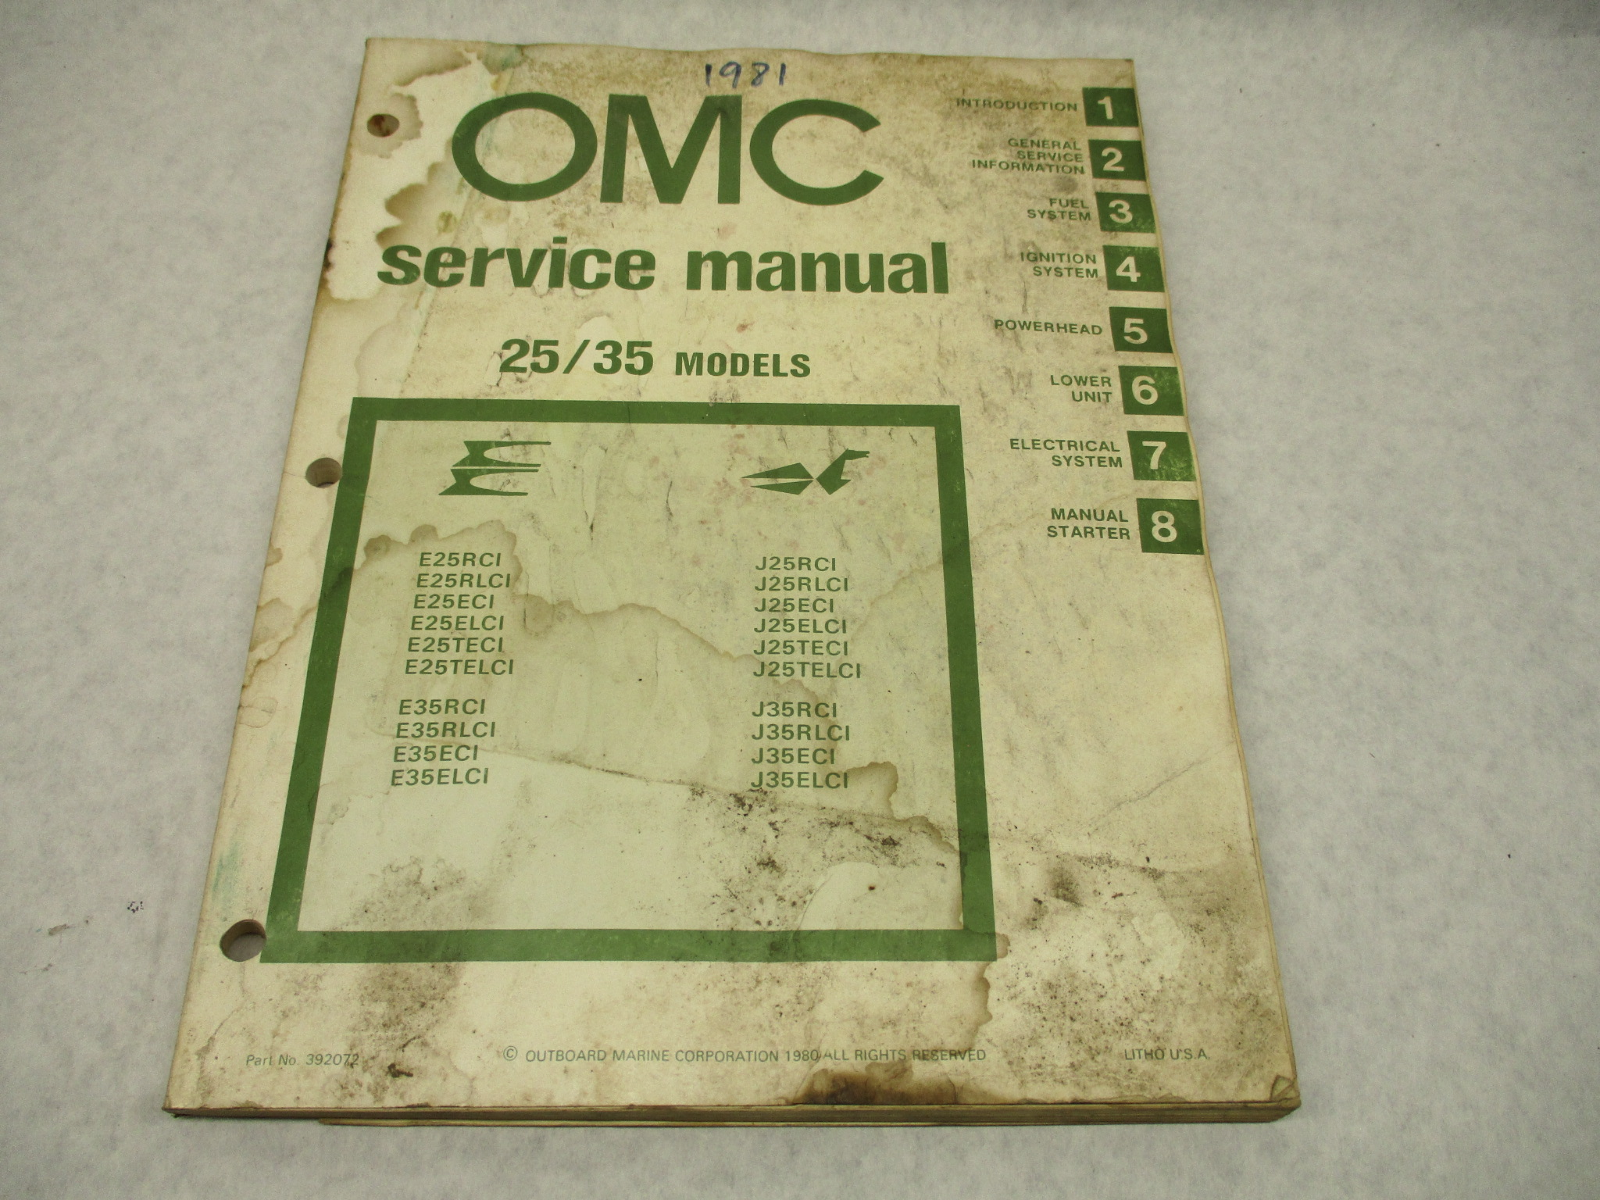 1981
OMC
service manual
25/35 MODELS
INTRODUCTION 1
GENERAL
SERVICE
INFORMATION 2
FUEL
SYSTEM 3
IGNITION
SYSTEM 4
POWERHEAD 5
LOWER
UNIT 6
ELECTRICAL
SYSTEM 7
MANUAL
STARTER 8
E25RCI
E25RLCI
E25ECI
E25ELCI
E25TECI
E25TELCI
E35RCI
E35RLCI
E35ECI
E35ELCI
J25RCI
J25RLCI
J25ECI
J25ELCI
J25TECI
J25TELCI
J35RCI
J35RLCI
J35ECI
J35ELCI
Part No. 392072
© OUTBOARD MARINE CORPORATION 1980 ALL RIGHTS RESERVED
LITHO U.S.A.